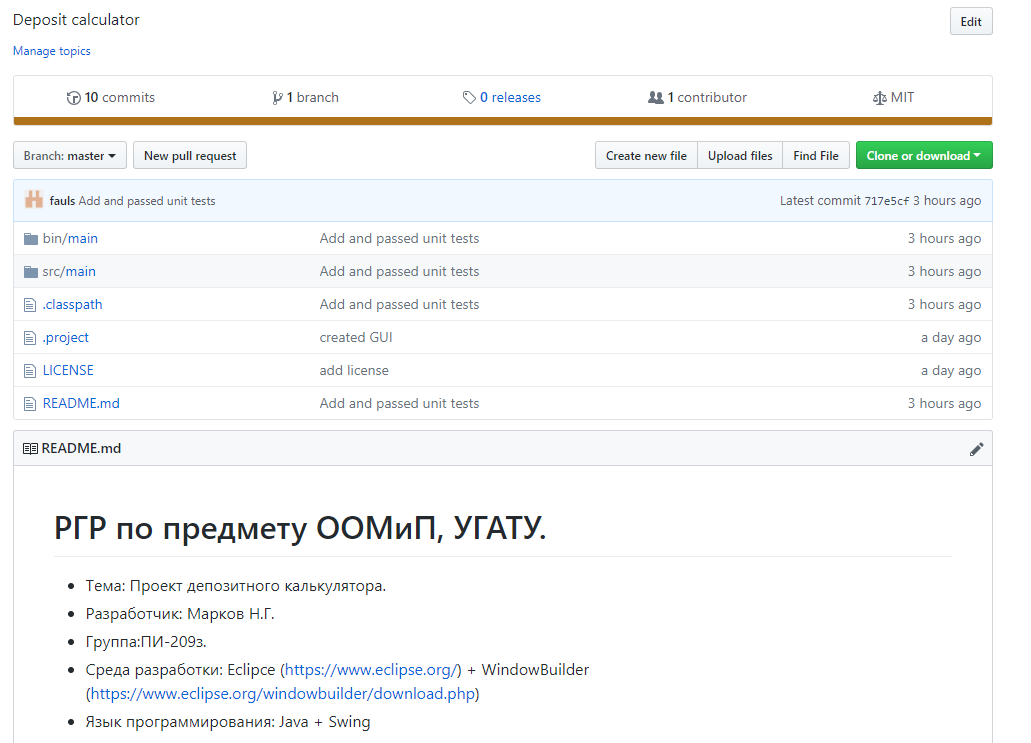 Deposit calculator
Edit
Manage topics
10 commits
1 branch
0 releases
1 contributor
MIT
Branch: master
New pull request
Create new file
Upload files
Find File
Clone or download
fauls Add and passed unit tests
Latest commit 717e5cf 3 hours ago
bin/main Add and passed unit tests 3 hours ago
src/main Add and passed unit tests 3 hours ago
.classpath Add and passed unit tests 3 hours ago
.project created GUI a day ago
LICENSE add license a day ago
README.md Add and passed unit tests 3 hours ago
README.md
РГР по предмету ООМиП, УГАТУ.
Тема: Проект депозитного калькулятора.
Разработчик: Марков Н.Г.
Группа:ПИ-209з.
Среда разработки: Eclipce (https://www.eclipse.org/) + WindowBuilder
(https://www.eclipse.org/windowbuilder/download.php)
Язык программирования: Java + Swing